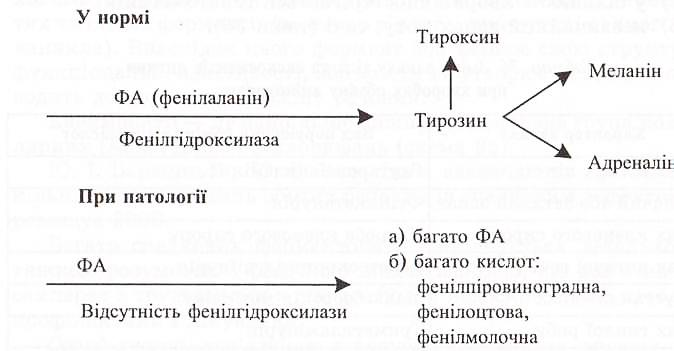 У нормі
Тироксин
Меланін
ФА (фенілаланін)
Тирозин
Фенілгідроксилаза
Адреналін
При патології
а) багато ФА
ФА
б) багато кислот:
фенілпіровиноградна,
Відсутність фенілгідроксилази
фенілоцтова,
фенілмолочна